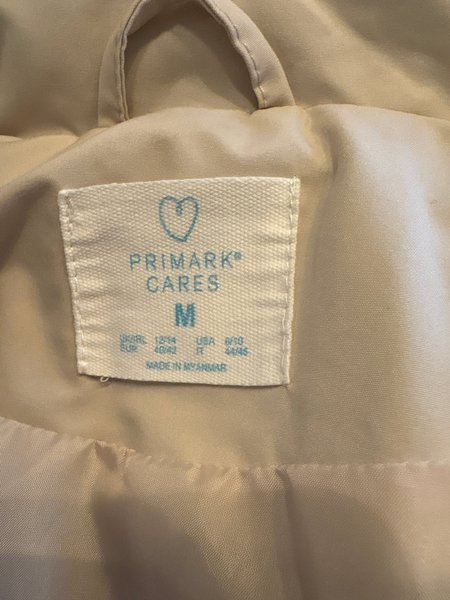 PRIMARK®
CARES
M
UK/IRL 12/14 USA 8/10
EUR 40/42 IT 44/46
MADE IN MYANMAR